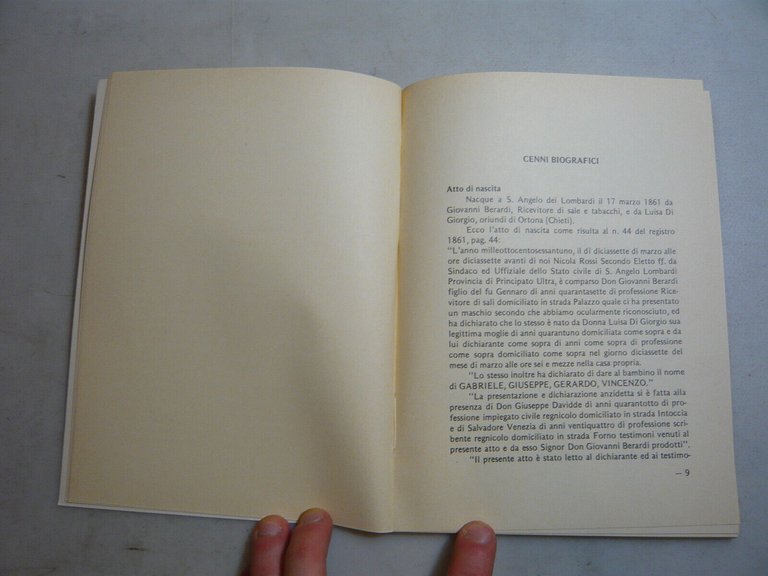 CENNI BIOGRAFICI
Atto di nascita
Nacque a S. Angelo dei Lombardi il 17 marzo 1861 da
Giovanni Berardi, Ricevitore di sale e tabacchi, e da Luisa Di
Giorgio, oriundi di Ortona (Chieti).
Ecco l'atto di nascita come risulta al n. 44 del registro
1861, pag. 44:
"L'anno milleottocentosessantuno, il dì diciassette di marzo alle
ore diciassette avanti di noi Nicola Rossi Secondo Eletto ff. da
Sindaco ed Uffiziale dello Stato civile di S. Angelo Lombardi
Provincia di Principato Ultra, è comparso Don Giovanni Berardi
figlio del fu Gennaro di anni quarantasette di professione Rice-
vitore di sali domiciliato in strada Palazzo quale ci ha presentato
un maschio secondo che abbiamo ocularmente riconosciuto, ed
ha dichiarato che lo stesso è nato da Donna Luisa Di Giorgio sua
legittima moglie di anni quarantuno domiciliata come sopra e da
lui dichiarante come sopra di anni come sopra di professione
come sopra domiciliato come sopra nel giorno diciassette del
mese di marzo alle ore sei e mezze nella casa propria.
"Lo stesso inoltre ha dichiarato di dare al bambino il nome
di GABRIELE, GIUSEPPE, GERARDO, VINCENZO."
"La presentazione e dichiarazione anzidetta si è fatta alla
presenza di Don Giuseppe Davidde di anni quarantotto di pro-
fessione impiegato civile regnicolo domiciliato in strada Intoccia
e di Salvadore Venezia di anni ventiquattro di professione scri-
bente regnicolo domiciliato in strada Forno testimoni venuti al
presente atto e da esso Signor Don Giovanni Berardi prodotti".
"Il presente atto è stato letto al dichiarante ed ai testimo-
— 9